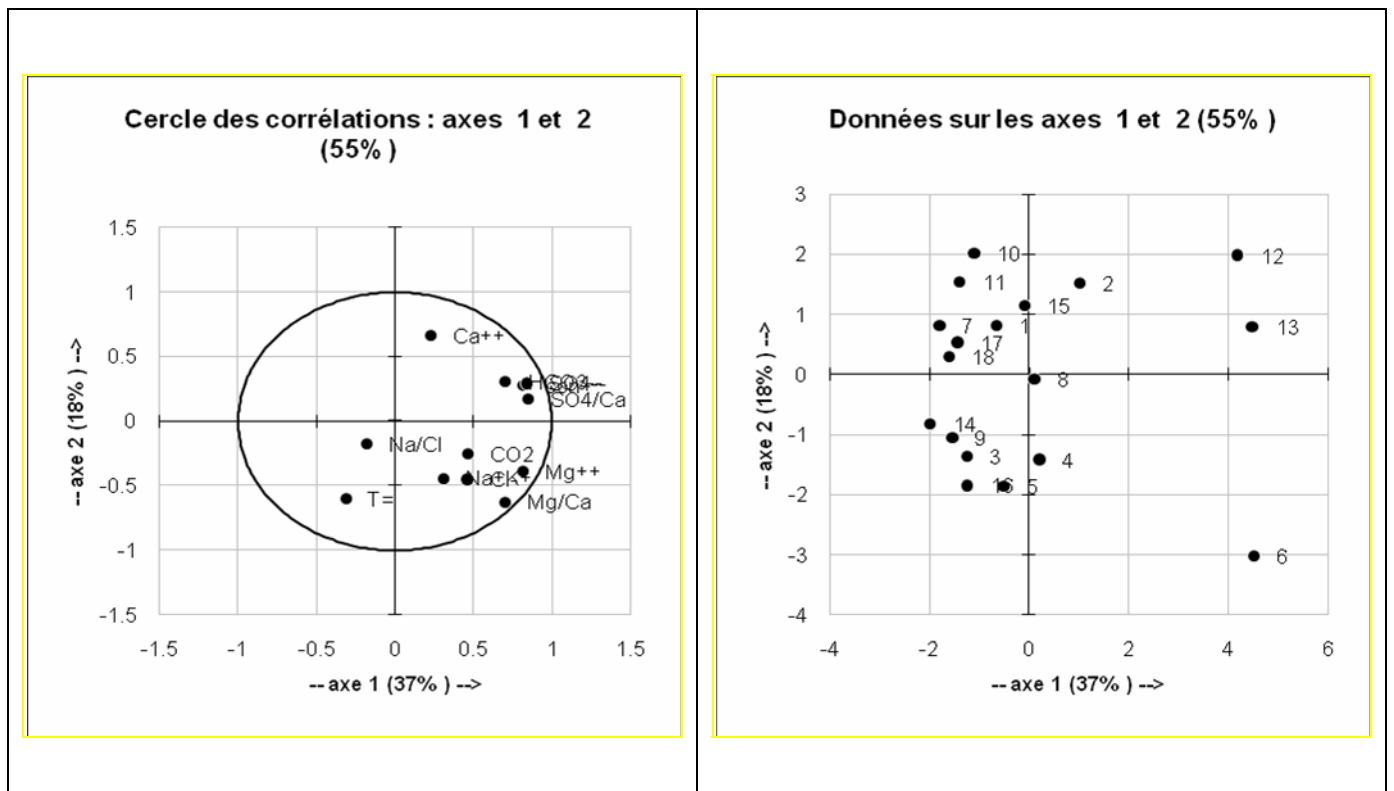 Cercle des corrélations : axes 1 et 2
(55% )
1.5
1
0.5
0
-0.5
-1
-1.5
-1.5 -1 -0.5 0 0.5 1 1.5
-- axe 2 (18% ) -->
-- axe 1 (37% ) -->
Ca++
SO4/Ca
Na/Cl
CO2
Mg++
T=
Mg/Ca
Données sur les axes 1 et 2 (55% )
3
2
1
0
-1
-2
-3
-4
-4 -2 0 2 4 6
-- axe 2 (18% ) -->
-- axe 1 (37% ) -->
10
12
11
2
15
7
1
13
17
18
8
14
9
3
4
16
5
6